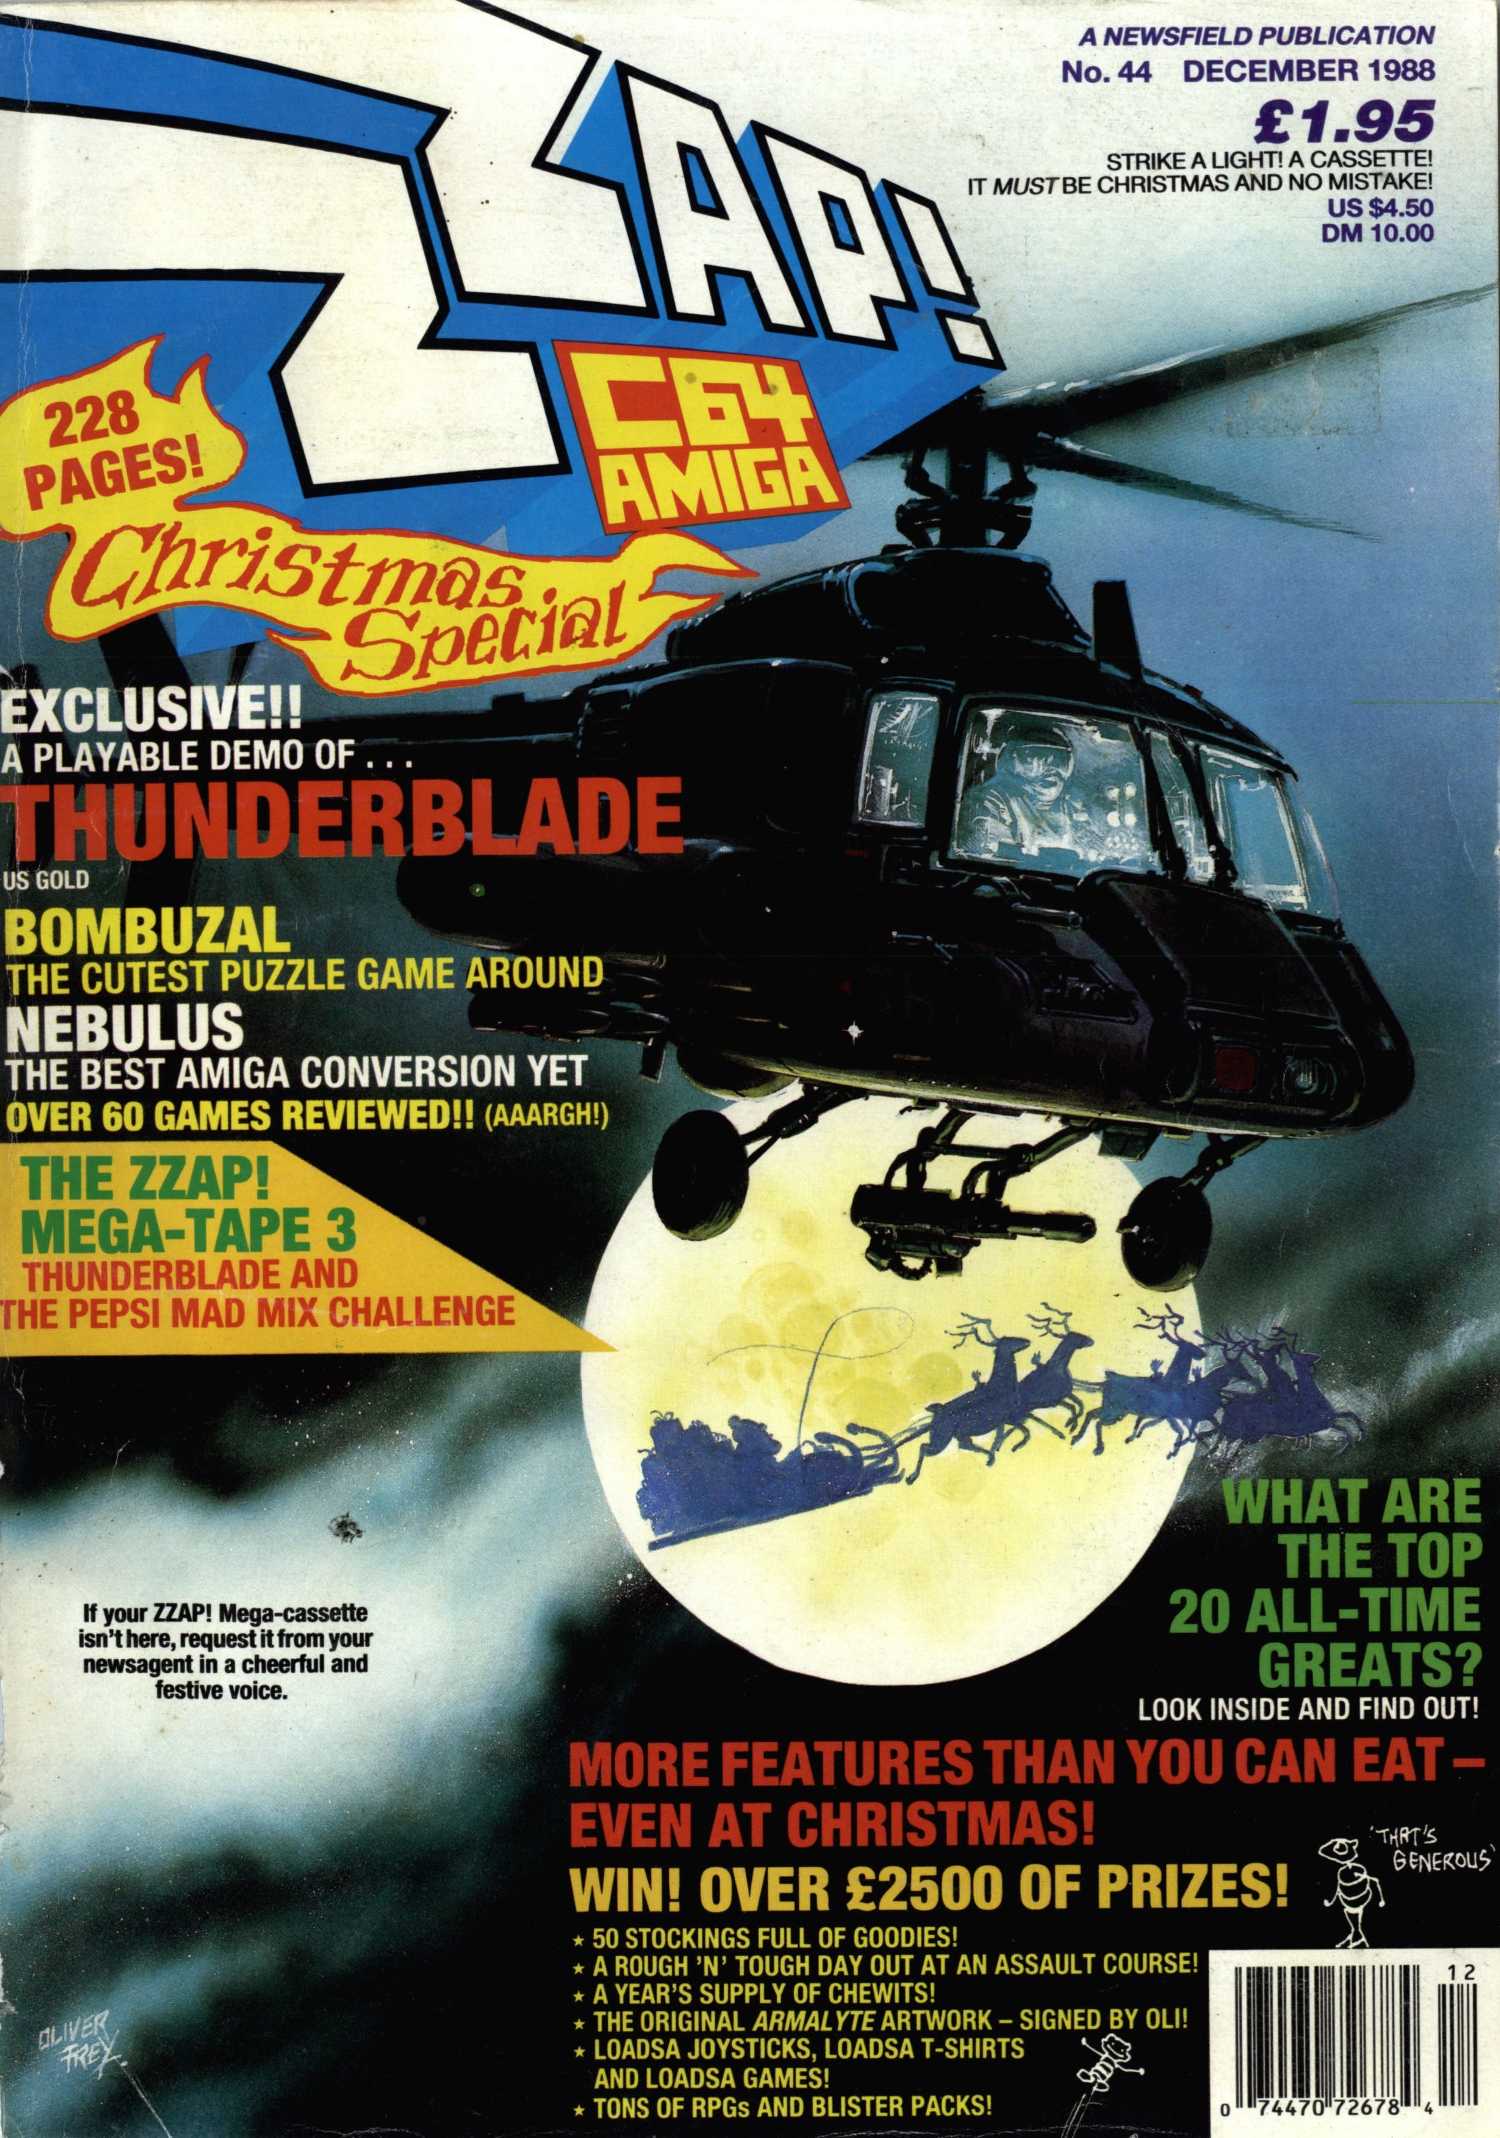 A NEWSFIELD PUBLICATION
No. 44 DECEMBER 1988
£1.95
STRIKE A LIGHT! A CASSETTE!
IT MUST BE CHRISTMAS AND NO MISTAKE!
US $4.50
DM 10.00
ZZAP!
C64
AMIGA
228
PAGES!
Christmas
Special
EXCLUSIVE!!
A PLAYABLE DEMO OF . . .
THUNDERBLADE
US GOLD
BOMBUZAL
THE CUTEST PUZZLE GAME AROUND
NEBULUS
THE BEST AMIGA CONVERSION YET
OVER 60 GAMES REVIEWED!! (AAARGH!)
THE ZZAP!
MEGA-TAPE 3
THUNDERBLADE AND
THE PEPSI MAD MIX CHALLENGE
If your ZZAP! Mega-cassette
isn't here, request it from your
newsagent in a cheerful and
festive voice.
WHAT ARE
THE TOP
20 ALL-TIME
GREATS?
LOOK INSIDE AND FIND OUT!
MORE FEATURES THAN YOU CAN EAT –
EVEN AT CHRISTMAS!
'THAT'S
GENEROUS'
WIN! OVER £2500 OF PRIZES!
★ 50 STOCKINGS FULL OF GOODIES!
★ A ROUGH 'N' TOUGH DAY OUT AT AN ASSAULT COURSE!
★ A YEAR'S SUPPLY OF CHEWITS!
★ THE ORIGINAL ARMALYTE ARTWORK – SIGNED BY OLI!!
★ LOADSA JOYSTICKS, LOADSA T-SHIRTS
AND LOADSA GAMES!
★ TONS OF RPGs AND BLISTER PACKS!
OLIVER
FREY.
12
0 74470 72678 4